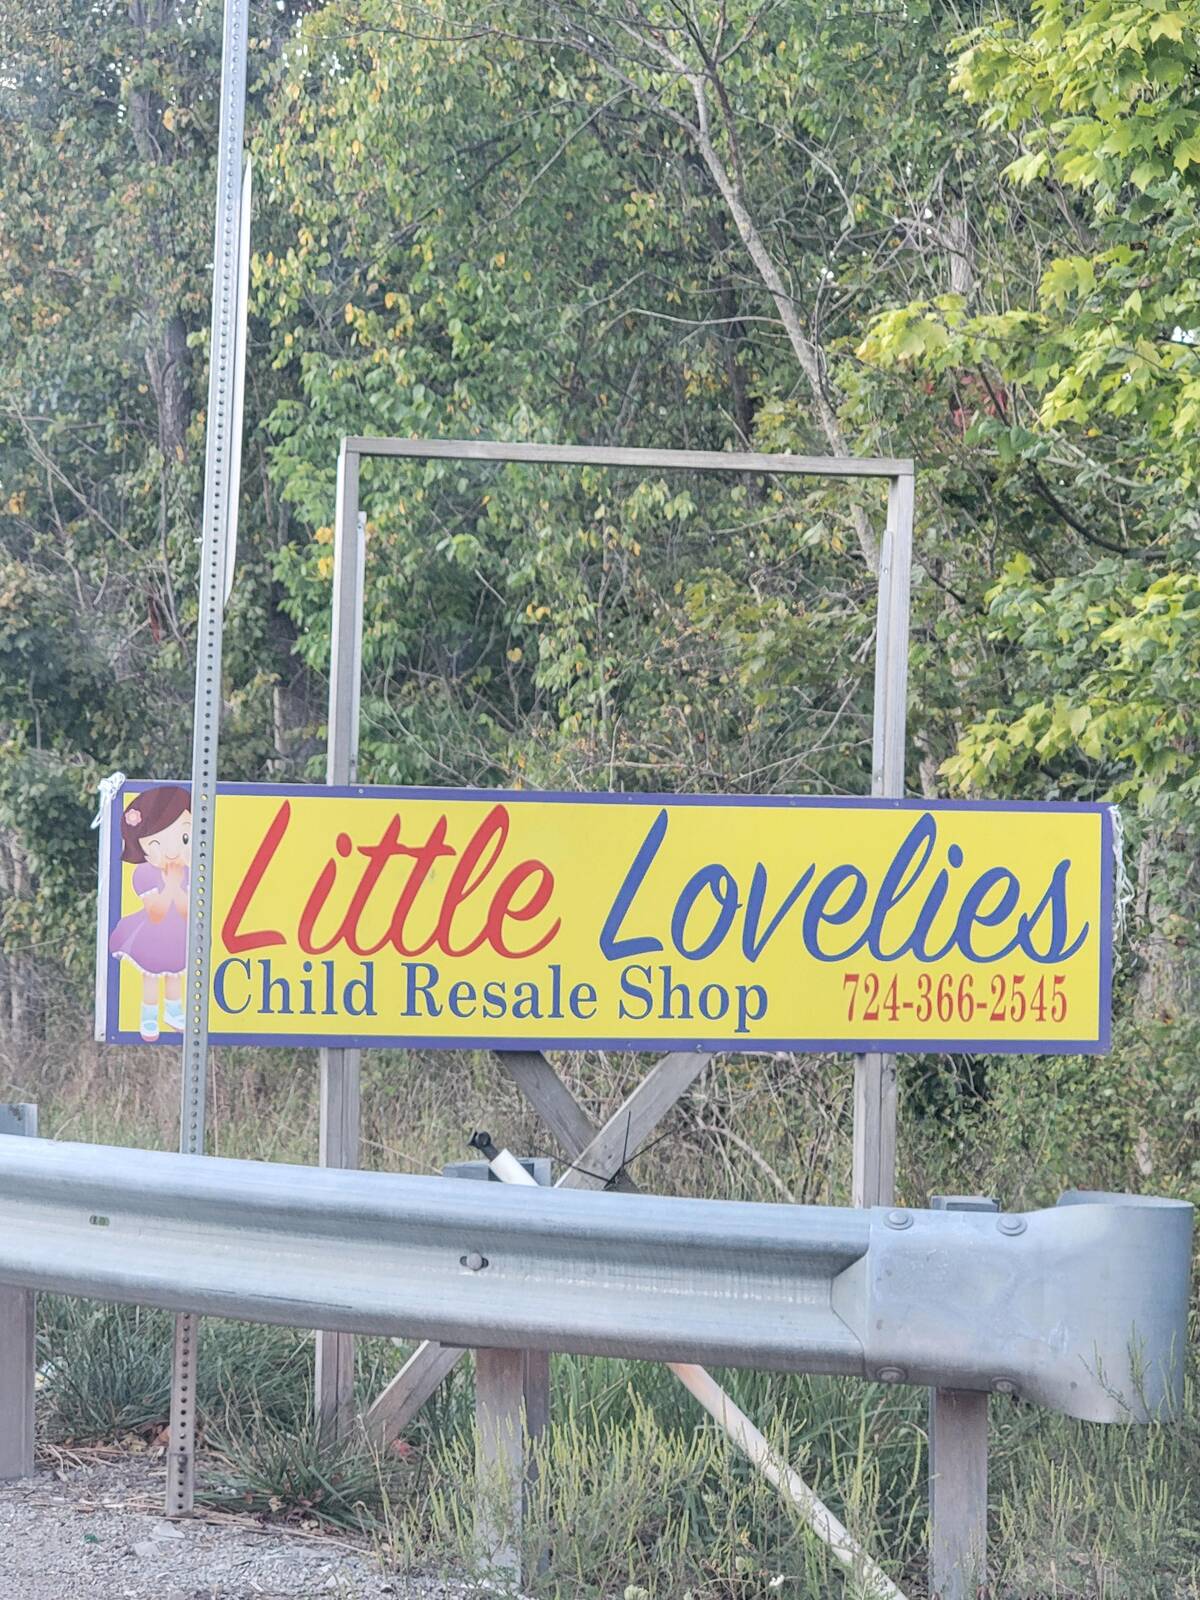 Little Lovelies
Child Resale Shop 724-366-2545